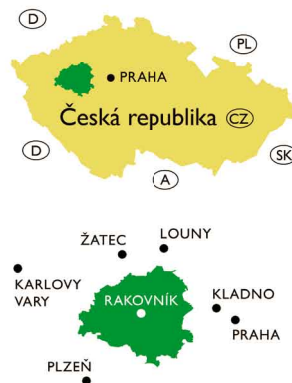 D
PL
PRAHA
Česká republika CZ
D
SK
A
LOUNY
ŽATEC
KARLOVY
VARY
RAKOVNÍK
KLADNO
PRAHA
PLZEŇ